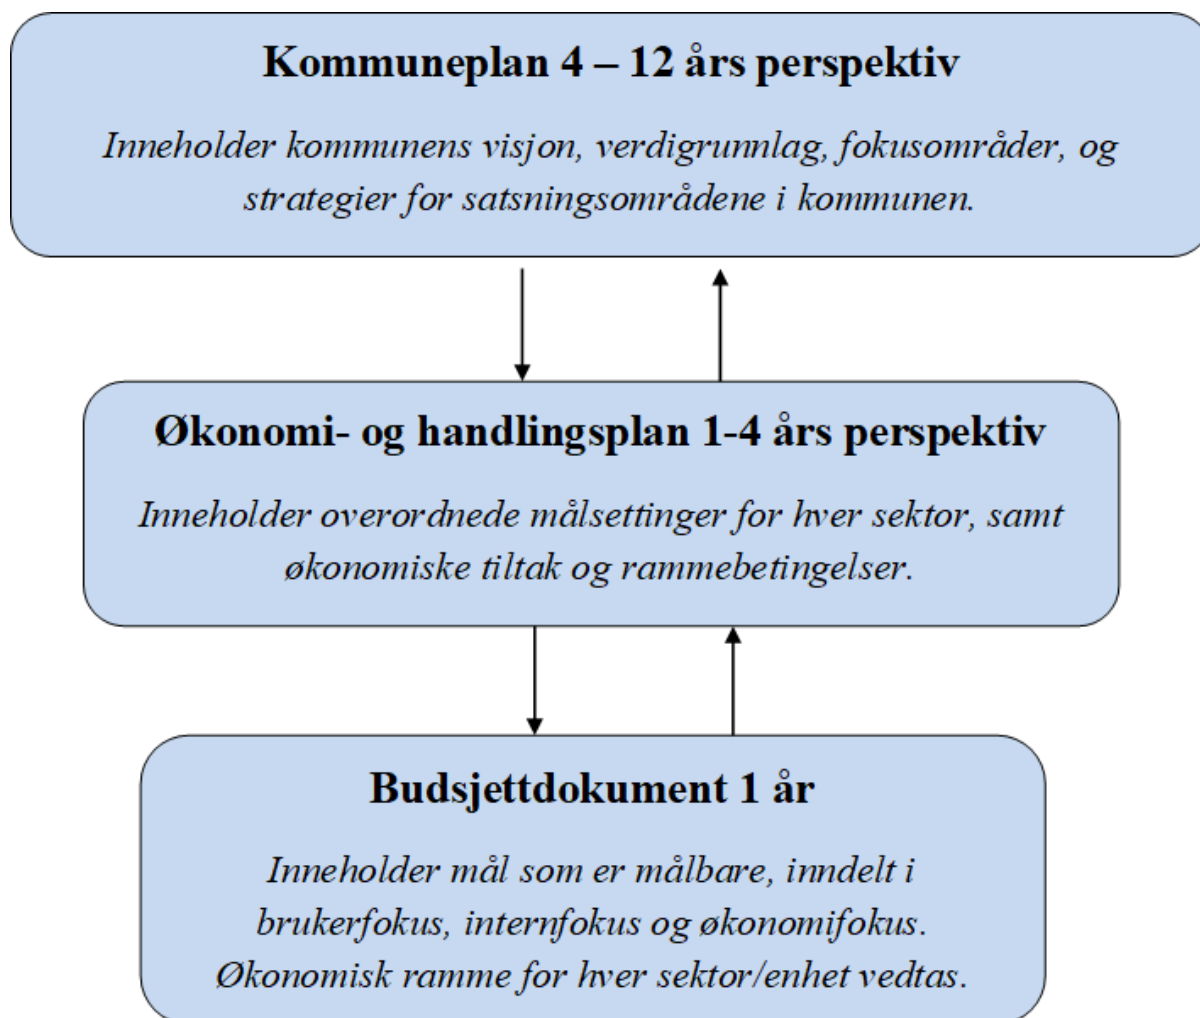 Kommuneplan 4 – 12 års perspektiv
Inneholder kommunens visjon, verdigrunnlag, fokusområder, og
strategier for satsningsområdene i kommunen.
Økonomi- og handlingsplan 1-4 års perspektiv
Inneholder overordnede målsettinger for hver sektor, samt
økonomiske tiltak og rammebetingelser.
Budsjettdokument 1 år
Inneholder mål som er målbare, inndelt i
brukerfokus, internfokus og økonomifokus.
Økonomisk ramme for hver sektor/enhet vedtas.